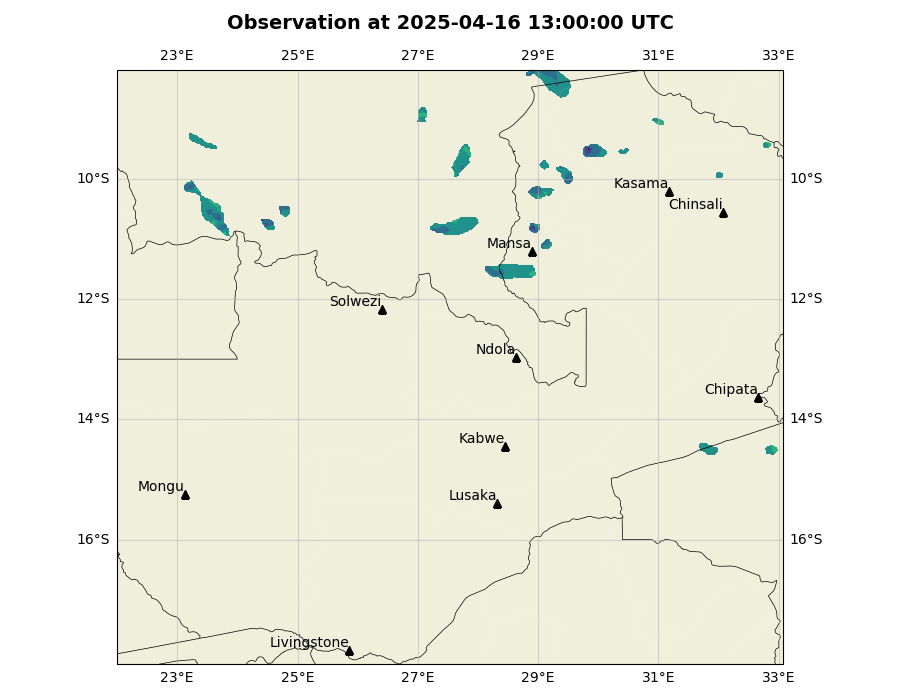 Observation at 2025-04-16 13:00:00 UTC
23°E 25°E 27°E 29°E 31°E 33°E
10°S 10°S
Kasama
Chinsali
Mansa
12°S 12°S
Solwezi
Ndola
Chipata
14°S 14°S
Kabwe
Mongu
Lusaka
16°S 16°S
Livingstone
23°E 25°E 27°E 29°E 31°E 33°E